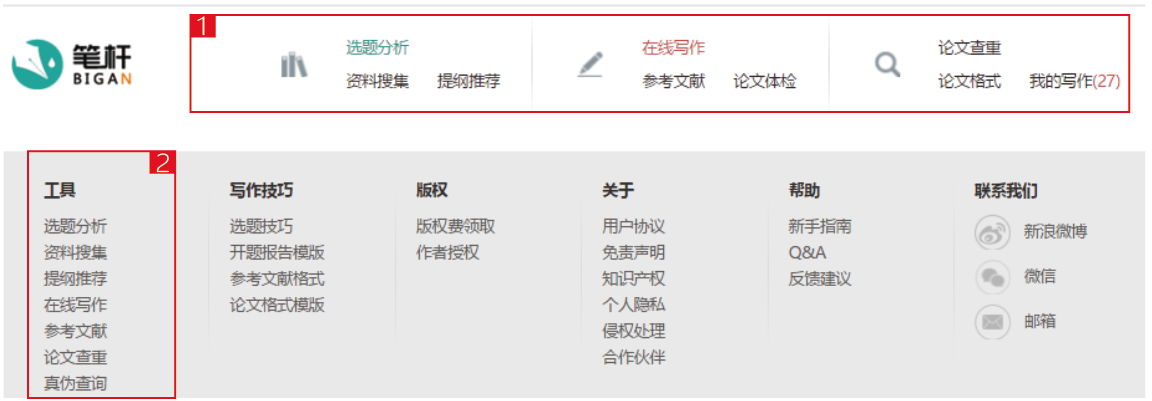 1
笔杆
BIGAN
选题分析
资料搜集 提纲推荐
在线写作
参考文献 论文体检
论文查重
论文格式 我的写作(27)
2
工具
选题分析
资料搜集
提纲推荐
在线写作
参考文献
论文查重
真伪查询
写作技巧
选题技巧
开题报告模版
参考文献格式
论文格式模版
版权
版权费领取
作者授权
关于
用户协议
免责声明
知识产权
个人隐私
侵权处理
合作伙伴
帮助
新手指南
Q&A
反馈建议
联系我们
新浪微博
微信
邮箱